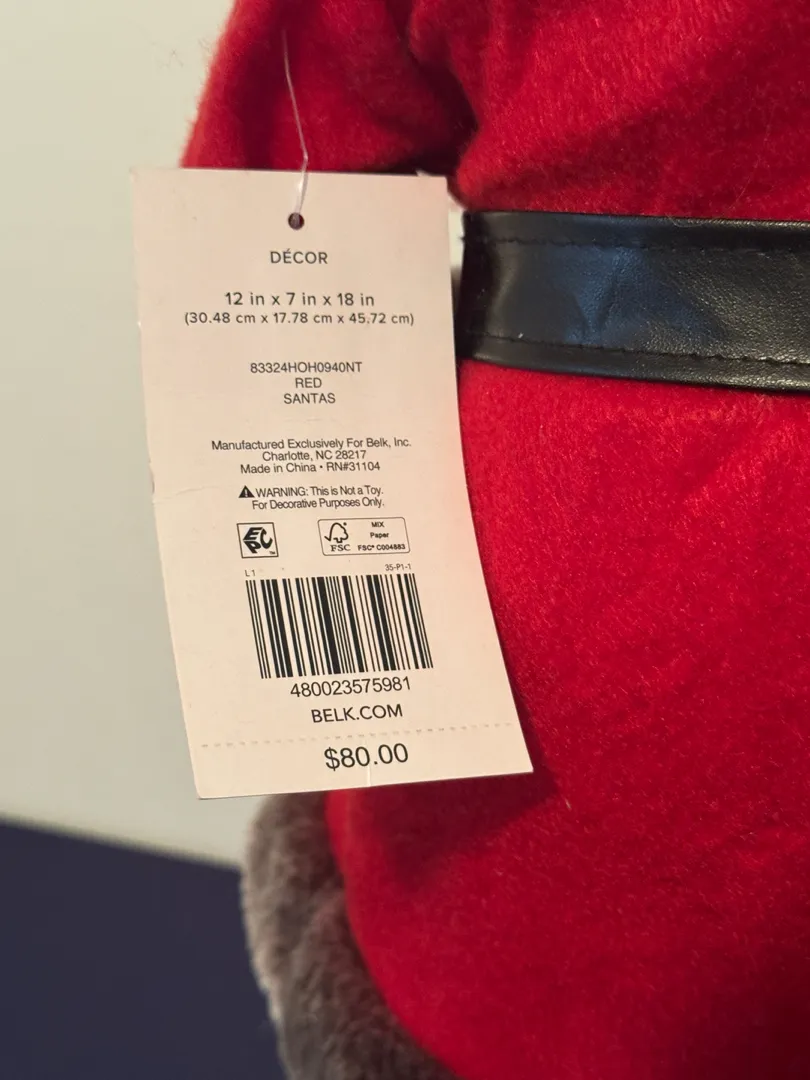 DÉCOR
12 in x 7 in x 18 in
(30.48 cm x 17.78 cm x 45.72 cm)
83324HOH0940NT
RED
SANTAS
Manufactured Exclusively For Belk, Inc.
Charlotte, NC 28217
Made in China • RN#31104
⚠ WARNING: This is Not a Toy.
For Decorative Purposes Only.
EPC™
MIX
Paper
FSC FSC® C004883
L 1 35-P1-1
480023575981
BELK.COM
$80.00